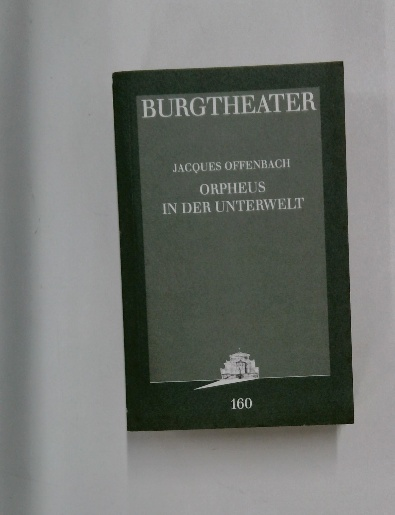 BURGTHEATER
JACQUES OFFENBACH
ORPHEUS
IN DER UNTERWELT
160